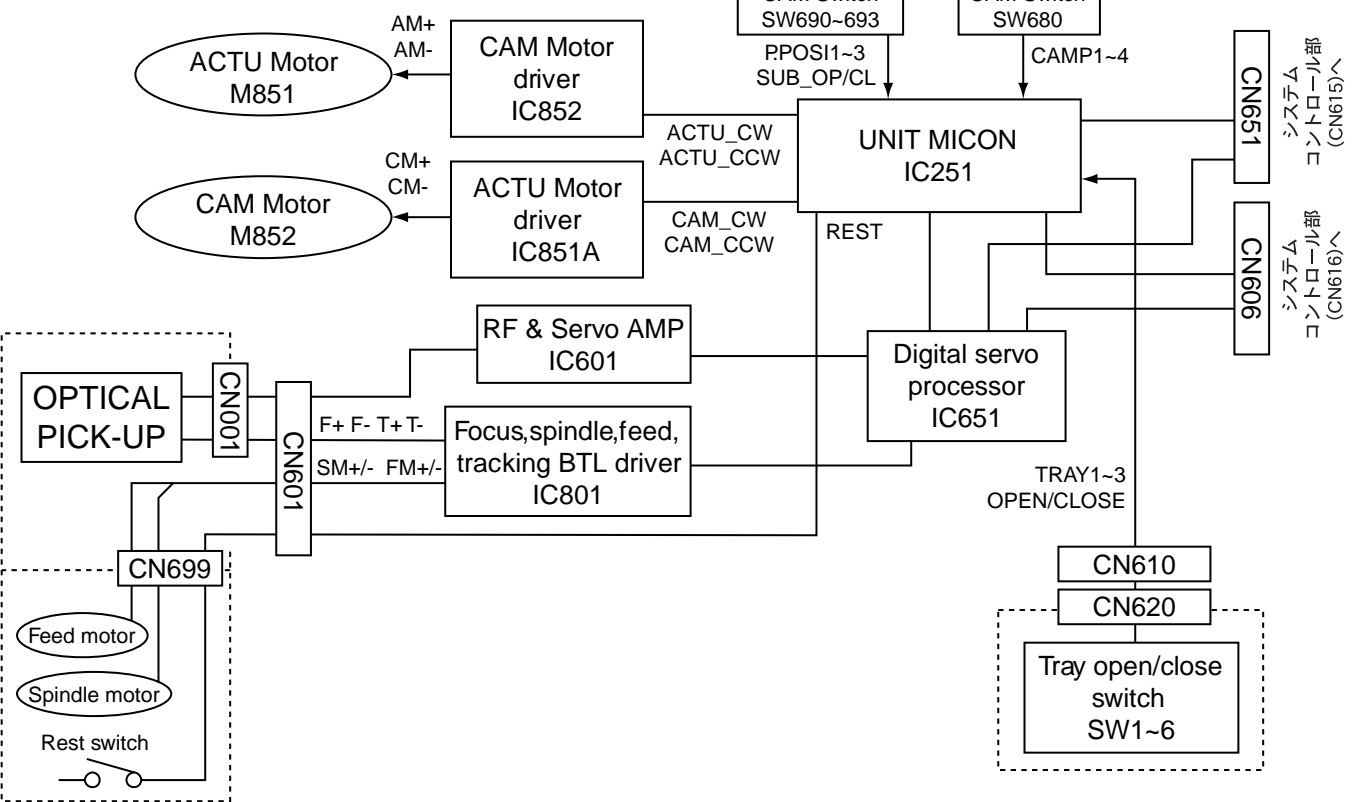 SW690~693
SW680
AM+
AM-
P.POSI1~3
SUB_OP/CL
CAMP1~4
ACTU Motor
M851
CAM Motor
driver
IC852
ACTU_CW
ACTU_CCW
UNIT MICON
IC251
CN651
システム
コントロール部
(CN615)へ
CM+
CM-
CAM Motor
M852
ACTU Motor
driver
IC851A
CAM_CW
CAM_CCW
REST
CN606
システム
コントロール部
(CN616)へ
RF & Servo AMP
IC601
Digital servo
processor
IC651
OPTICAL
PICK-UP
CN001
CN601
F+ F- T+ T-
SM+/- FM+/-
Focus,spindle,feed,
tracking BTL driver
IC801
TRAY1~3
OPEN/CLOSE
CN699
CN610
CN620
Feed motor
Spindle motor
Rest switch
Tray open/close
switch
SW1~6